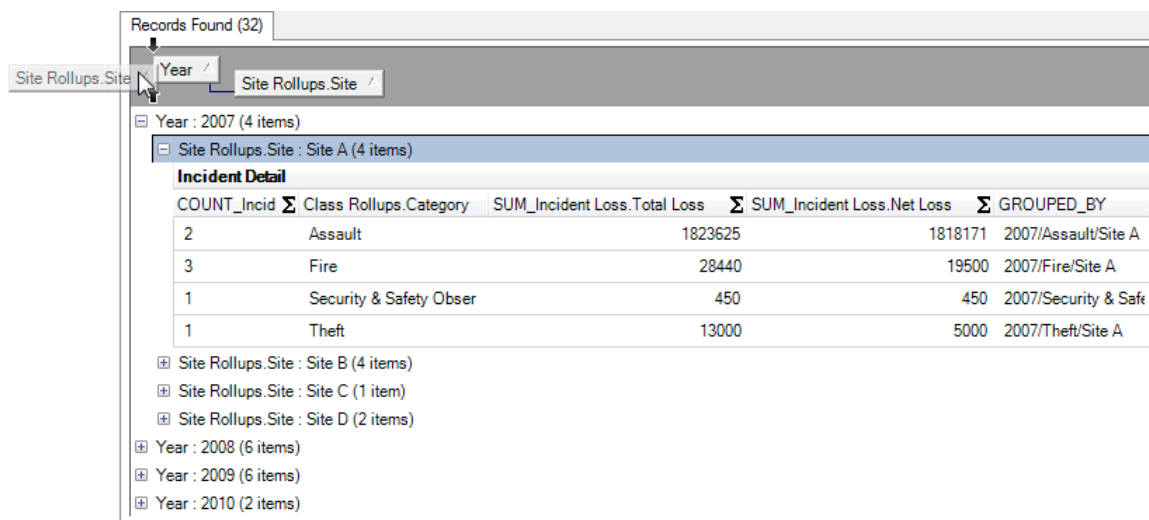 Records Found (32)
Site Rollups.Site Year
Site Rollups.Site
Year : 2007 (4 items)
Site Rollups.Site : Site A (4 items)
Incident Detail
COUNT_Incid Σ Class Rollups.Category SUM_Incident Loss.Total Loss Σ SUM_Incident Loss.Net Loss Σ GROUPED_BY
2 Assault 1823625 1818171 2007/Assault/Site A
3 Fire 28440 19500 2007/Fire/Site A
1 Security & Safety Obser 450 450 2007/Security & Safe
1 Theft 13000 5000 2007/Theft/Site A
Site Rollups.Site : Site B (4 items)
Site Rollups.Site : Site C (1 item)
Site Rollups.Site : Site D (2 items)
Year : 2008 (6 items)
Year : 2009 (6 items)
Year : 2010 (2 items)